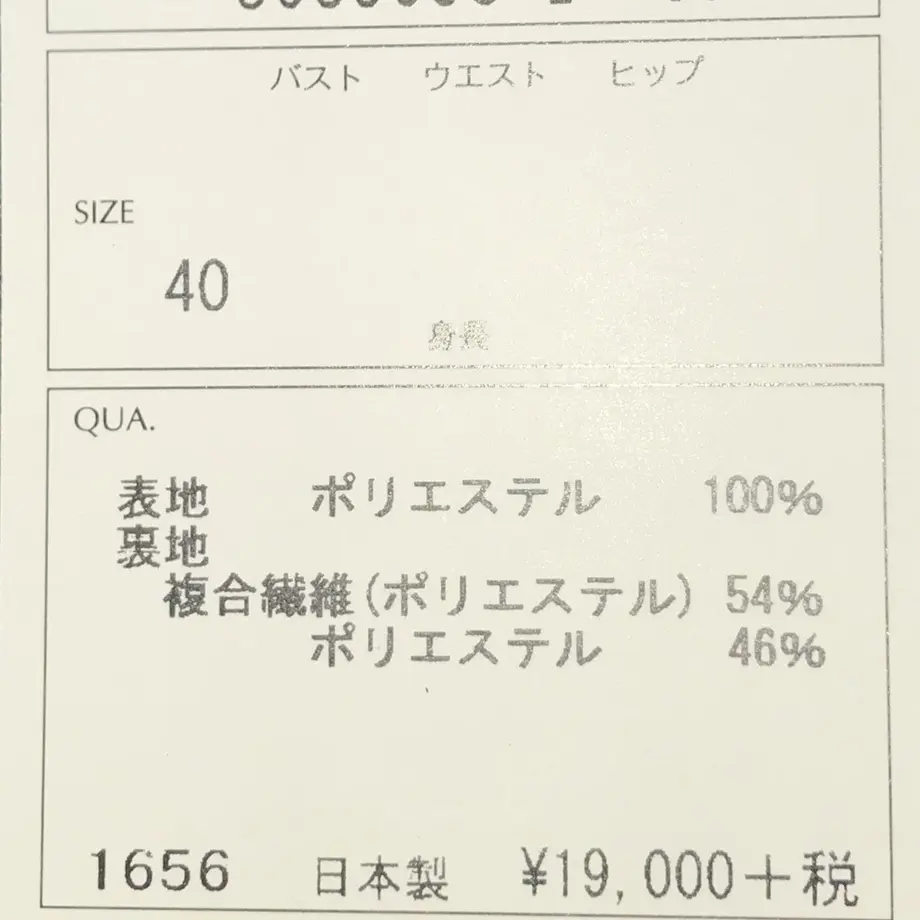 バスト ウエスト ヒップ
SIZE
40
身長
QUA.
表地 ポリエステル 100%
裏地
複合繊維(ポリエステル) 54%
ポリエステル 46%
1656 日本製 ¥19,000+税